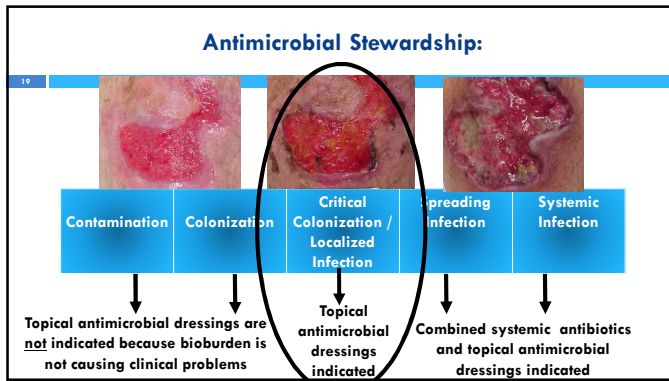 Antimicrobial Stewardship:
19
Contamination
Colonization
Critical
Colonization /
Localized
Infection
Spreading
Infection
Systemic
Infection
Topical antimicrobial dressings are
not indicated because bioburden is
not causing clinical problems
Topical
antimicrobial
dressings
indicated
Combined systemic antibiotics
and topical antimicrobial
dressings indicated